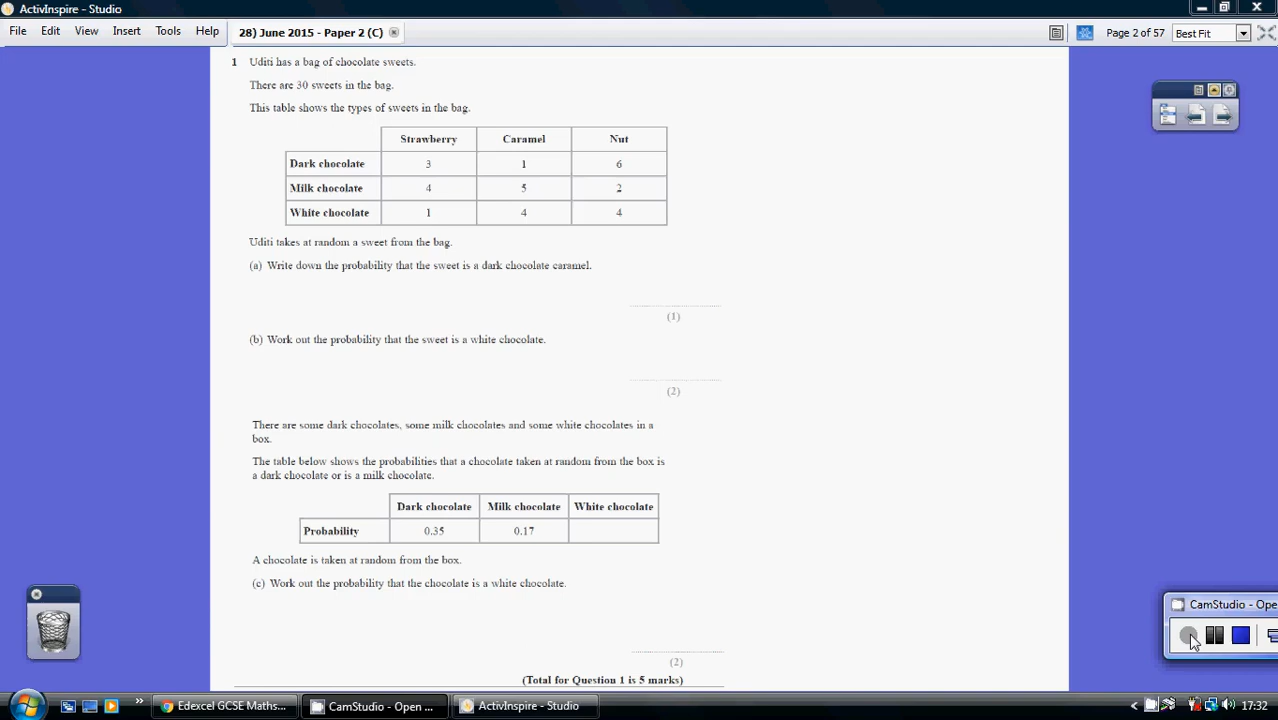 ActivInspire - Studio
File Edit View Insert Tools Help
28) June 2015 - Paper 2 (C)
Page 2 of 57
Best Fit
1 Uditi has a bag of chocolate sweets.
There are 30 sweets in the bag.
This table shows the types of sweets in the bag.
Strawberry Caramel Nut
Dark chocolate 3 1 6
Milk chocolate 4 5 2
White chocolate 1 4 4
Uditi takes at random a sweet from the bag.
(a) Write down the probability that the sweet is a dark chocolate caramel.
(1)
(b) Work out the probability that the sweet is a white chocolate.
(2)
There are some dark chocolates, some milk chocolates and some white chocolates in a
box.
The table below shows the probabilities that a chocolate taken at random from the box is
a dark chocolate or is a milk chocolate.
Dark chocolate Milk chocolate White chocolate
Probability 0.35 0.17
A chocolate is taken at random from the box.
(c) Work out the probability that the chocolate is a white chocolate.
(2)
(Total for Question 1 is 5 marks)
CamStudio - Ope
Edexcel GCSE Maths...
CamStudio - Open ...
ActivInspire - Studio
17:32